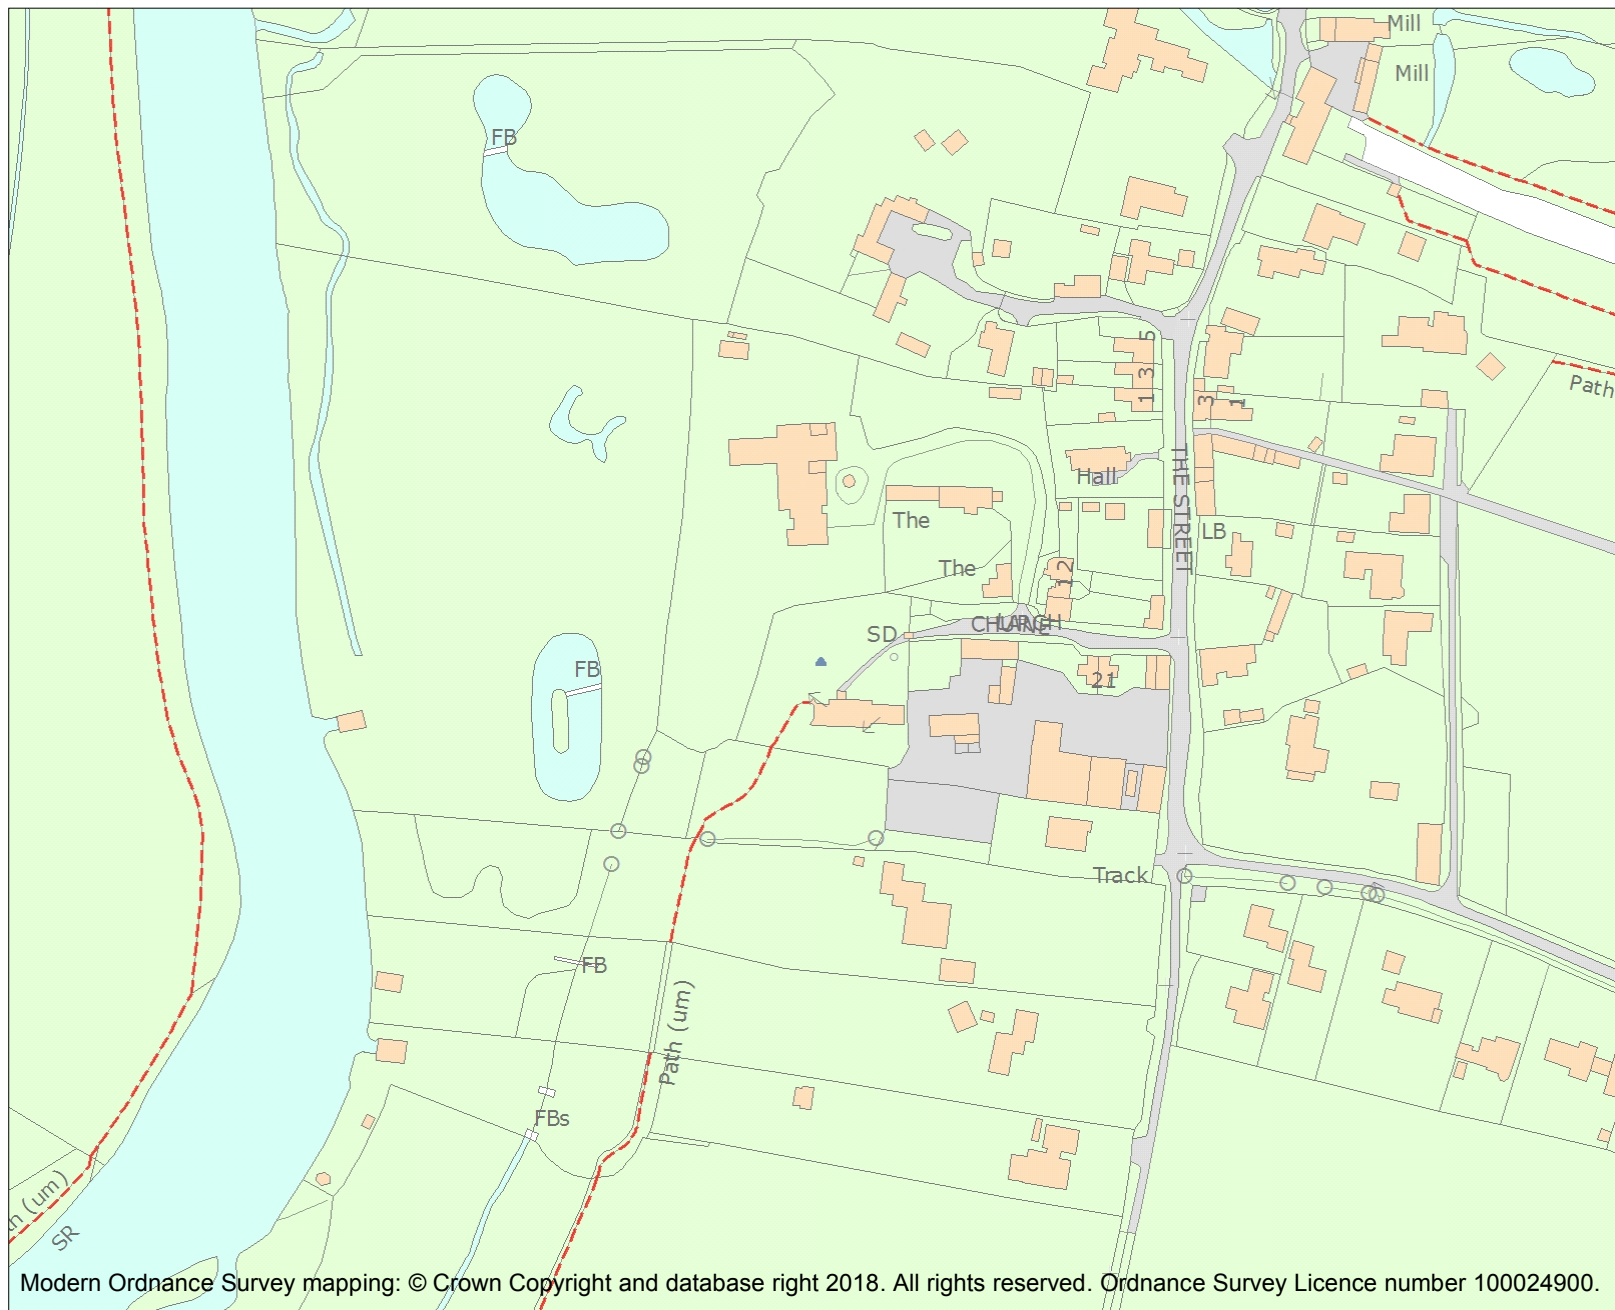 Mill
Mill
FB
5
3
1
3
1
Path
THE STREET
Hall
The
LB
The
12
SD
CHURCH
LANE
FB
21
Track
FB
Path (um)
FBs
th (um)
SR
Modern Ordnance Survey mapping: © Crown Copyright and database right 2018. All rights reserved. Ordnance Survey Licence number 100024900.